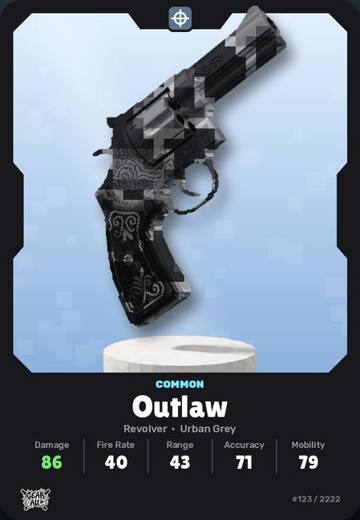 COMMON
Outlaw
Revolver • Urban Grey
Damage Fire Rate Range Accuracy Mobility
86 40 43 71 79
#123 / 2222